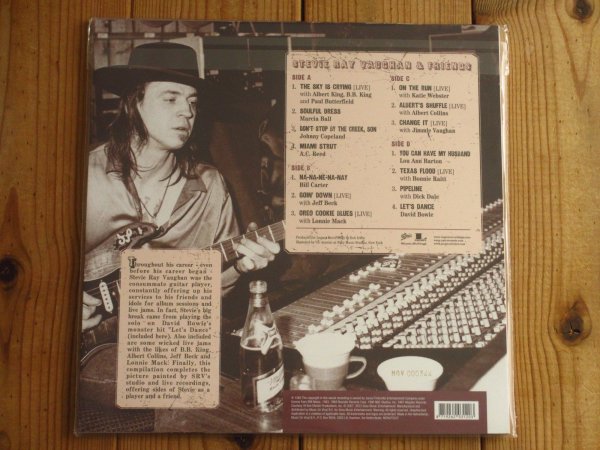 STEVIE RAY VAUGHAN & FRIENDS
SIDE A
1. THE SKY IS CRYING [LIVE]
with Albert King, B.B. King
and Paul Butterfield
2. SOULFUL DRESS
Marcia Ball
3. DON'T STOP BY THE CREEK, SON
Johnny Copeland
4. MIAMI STRUT
A.C. Reed
SIDE B
1. NA-NA-NE-NA-NAY
Bill Carter
2. GOIN' DOWN [LIVE]
with Jeff Beck
3. OREO COOKIE BLUES [LIVE]
with Lonnie Mack
SIDE C
1. ON THE RUN [LIVE]
with Katie Webster
2. ALBERT'S SHUFFLE [LIVE]
with Albert Collins
3. CHANGE IT [LIVE]
with Jimmie Vaughan
SIDE D
1. YOU CAN HAVE MY HUSBAND
Lou Ann Barton
2. TEXAS FLOOD [LIVE]
with Bonnie Raitt
3. PIPELINE
with Dick Dale
4. LET'S DANCE
David Bowie
Throughout his career - even
before his career began -
Stevie Ray Vaughan was the
consummate guitar player,
constantly offering up his
services to his friends and
idols for album sessions and
live jams. In fact, Stevie's big
break came from playing the
solo on David Bowie's
monster hit "Let's Dance"
(included here). Also included
are some wicked live jams
with the likes of B.B. King,
Albert Collins, Jeff Beck and
Lonnie Mack! Finally, this
compilation completes the
picture painted by SRV's
studio and live recordings,
offering sides of Stevie as a
player and a friend.